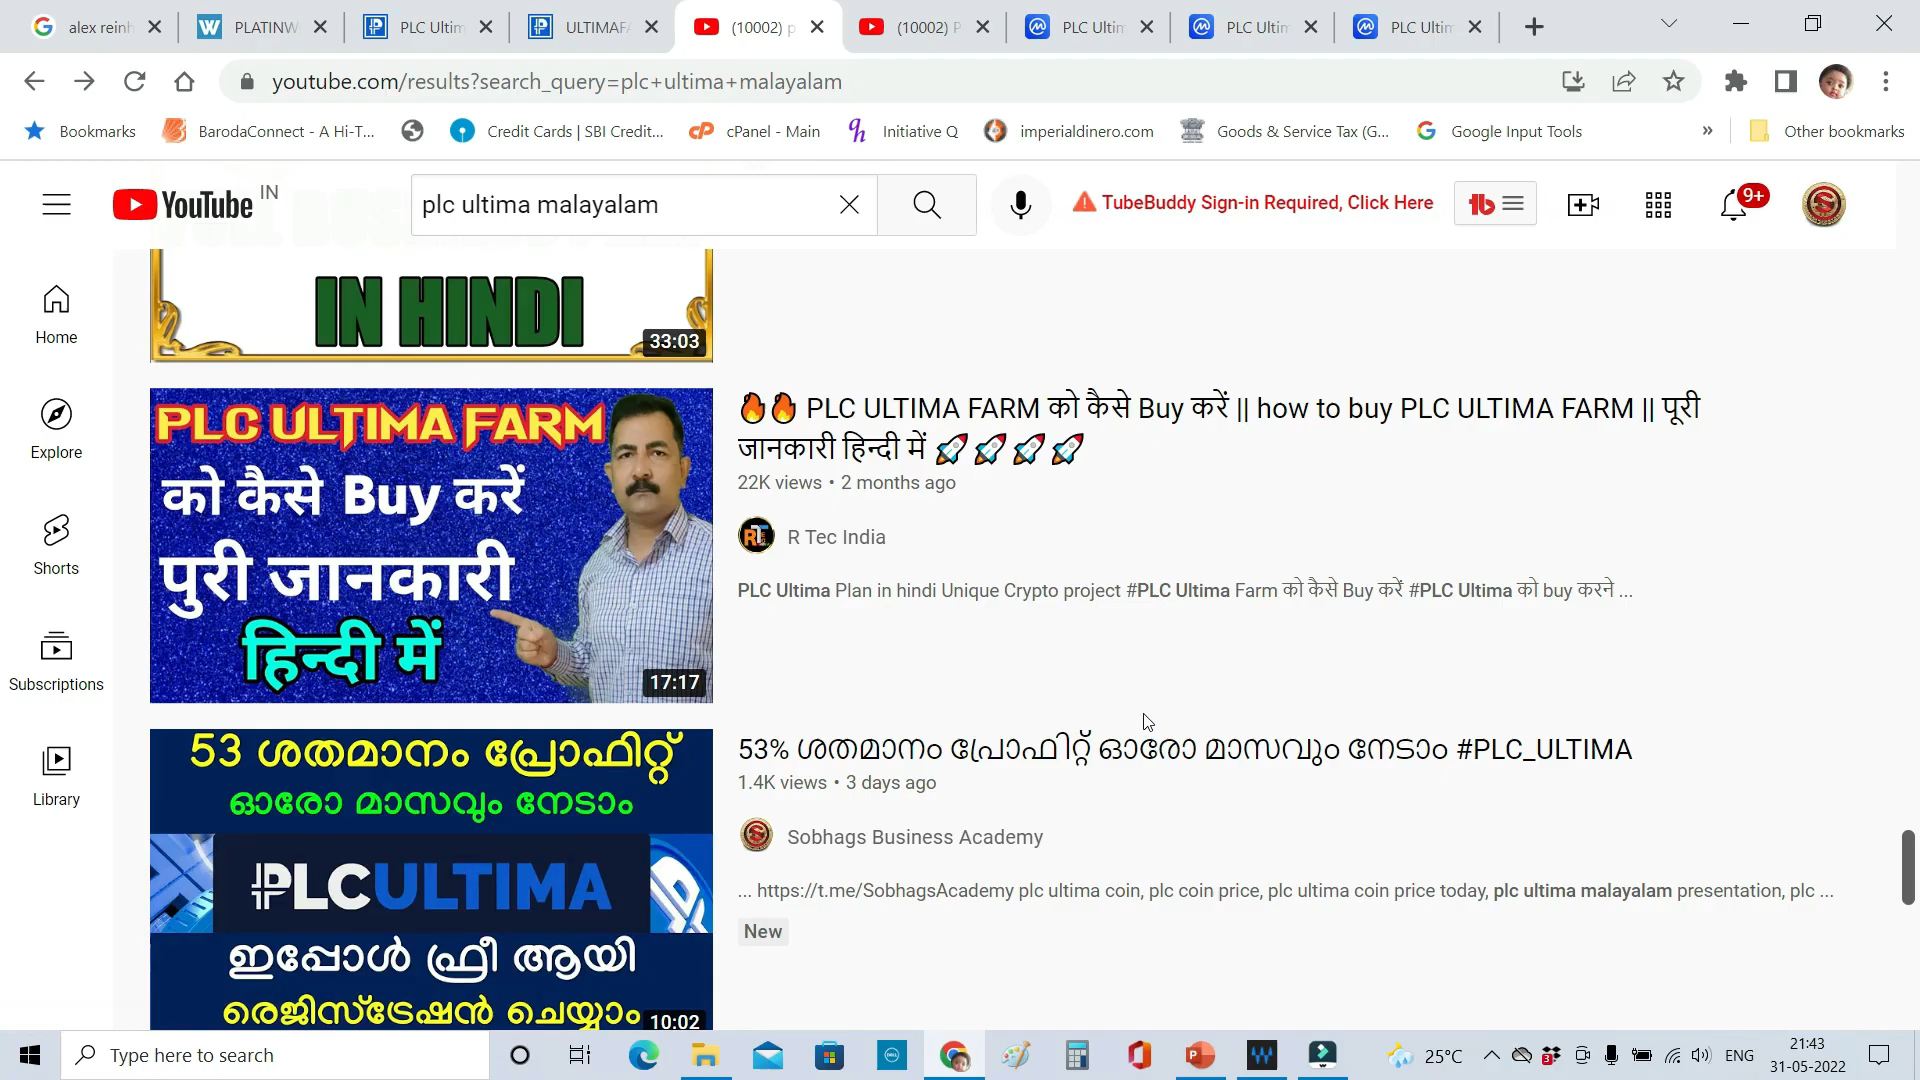 alex reinh
PLATINW
PLC Ultim
ULTIMAFA
(10002) p
(10002) P
PLC Ultim
PLC Ultim
PLC Ultim
youtube.com/results?search_query=plc+ultima+malayalam
Bookmarks
BarodaConnect - A Hi-T...
Credit Cards | SBI Credit...
cPanel - Main
Initiative Q
imperialdinero.com
Goods & Service Tax (G...
Google Input Tools
»
Other bookmarks
YouTube IN
plc ultima malayalam
TubeBuddy Sign-in Required, Click Here
9+
Home
Explore
Shorts
Subscriptions
Library
IN HINDI
33:03
PLC ULTIMA FARM
को कैसे Buy करें
पुरी जानकारी
हिन्दी में
17:17
🔥🔥 PLC ULTIMA FARM को कैसे Buy करें || how to buy PLC ULTIMA FARM || पूरी
जानकारी हिन्दी में 🚀🚀🚀🚀
22K views • 2 months ago
R Tec India
PLC Ultima Plan in hindi Unique Crypto project #PLC Ultima Farm को कैसे Buy करें #PLC Ultima को buy करने ...
53 ശതമാനം പ്രോഫിറ്റ്
ഓരോ മാസവും നേടാം
PLCULTIMA
ഇപ്പോൾ ഫ്രീ ആയി
രെജിസ്ട്രേഷൻ ചെയ്യാം
10:02
53% ശതമാനം പ്രോഫിറ്റ് ഓരോ മാസവും നേടാം #PLC_ULTIMA
1.4K views • 3 days ago
Sobhags Business Academy
... https://t.me/SobhagsAcademy plc ultima coin, plc coin price, plc ultima coin price today, plc ultima malayalam presentation, plc ...
New
Type here to search
25°C
ENG
21:43
31-05-2022